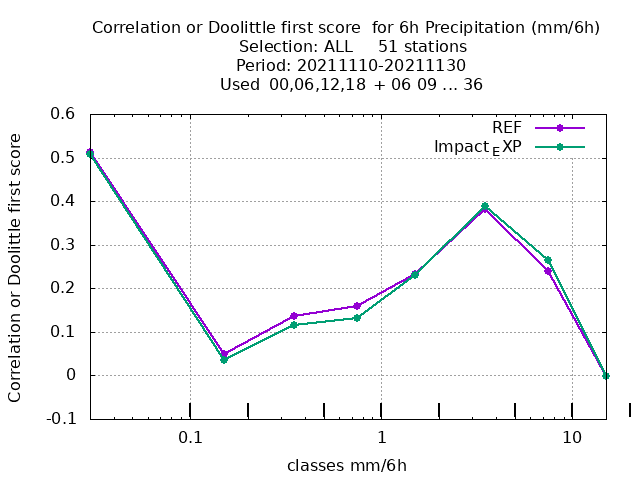 Correlation or Doolittle first score  for 6h Precipitation (mm/6h)
Selection: ALL     51 stations
Period: 20211110-20211130
Used  00,06,12,18  + 06 09 ... 36
REF
Impact_EXP
Correlation or Doolittle first score
0.6
0.5
0.4
0.3
0.2
0.1
0
-0.1
0.1
1
10
classes mm/6h